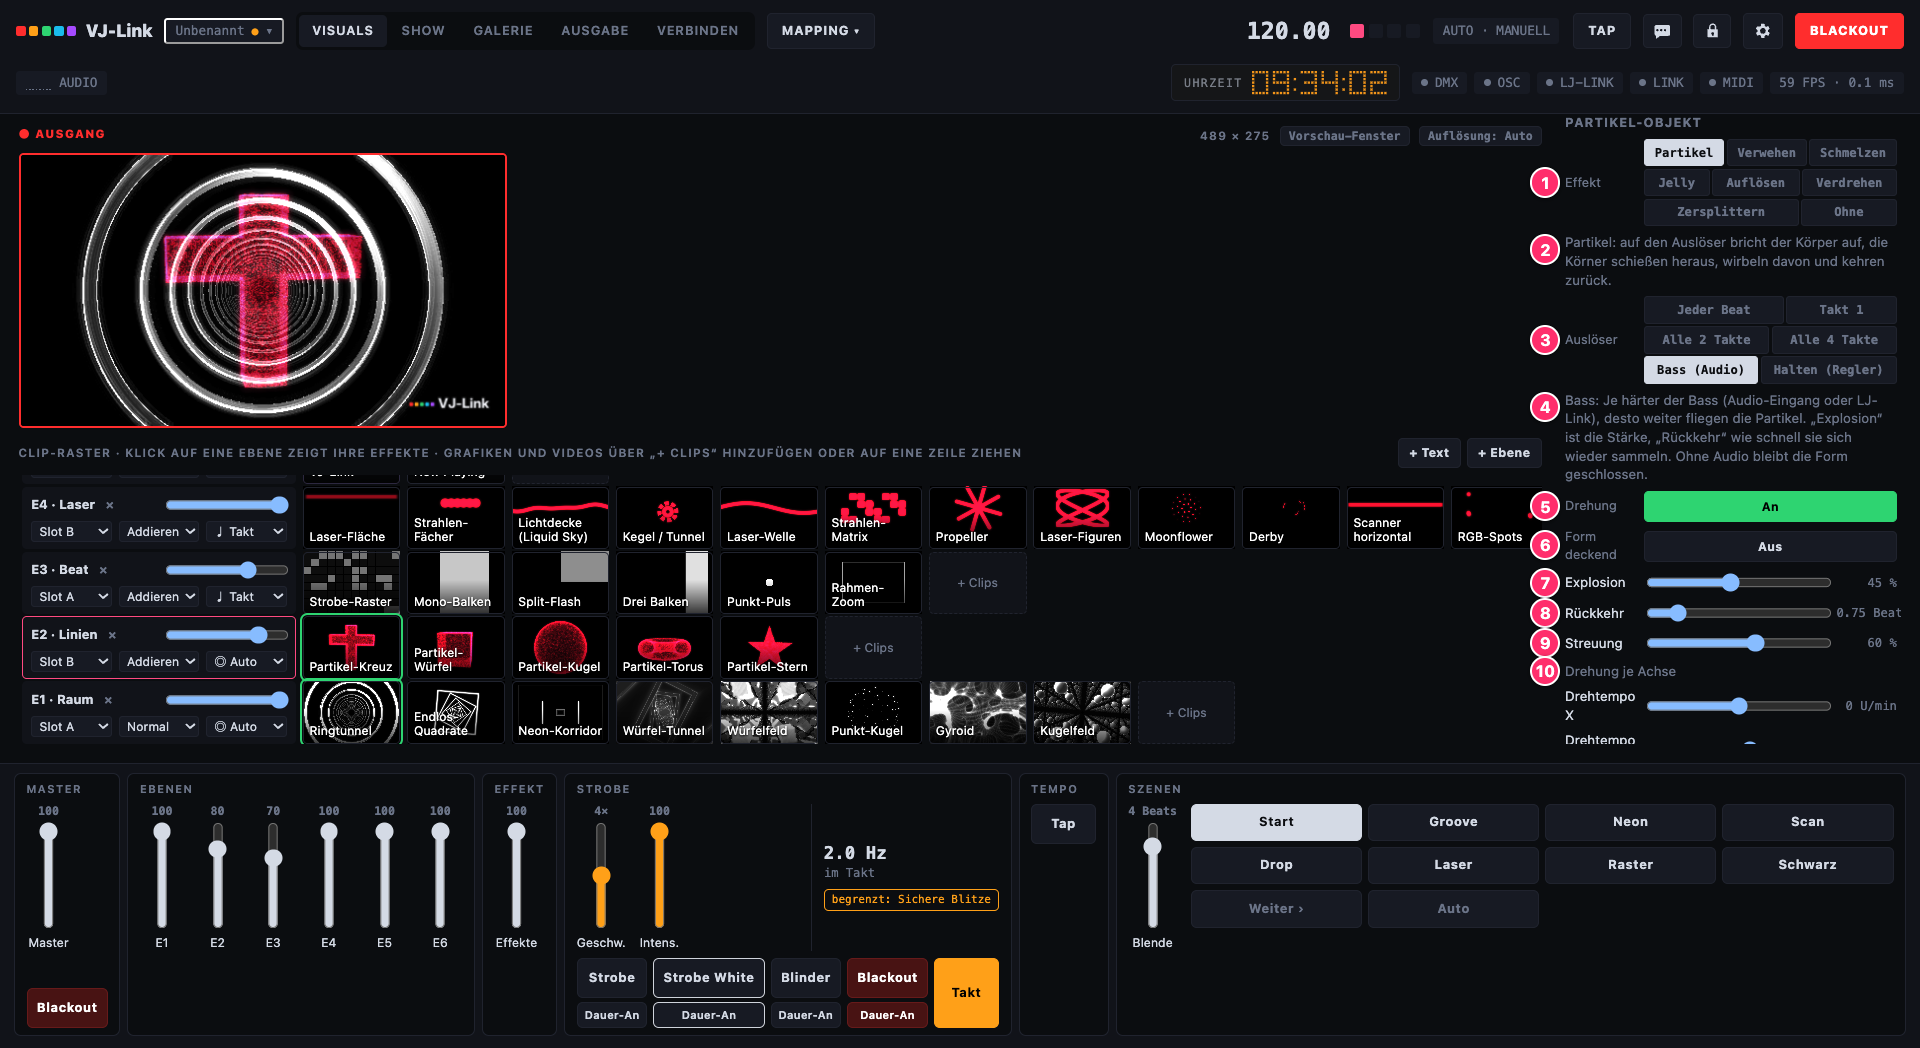 VJ-Link
Unbenannt
VISUALS
SHOW
GALERIE
AUSGABE
VERBINDEN
MAPPING
120.00
AUTO · MANUELL
TAP
BLACKOUT
AUDIO
UHRZEIT 09:34:02
DMX
OSC
LJ-LINK
LINK
MIDI
59 FPS · 0.1 ms
AUSGANG
489 × 275
Vorschau-Fenster
Auflösung: Auto
VJ-Link
PARTIKEL-OBJEKT
1 Effekt
Partikel Verwehen Schmelzen
Jelly Auflösen Verdrehen
Zersplittern Ohne
2 Partikel: auf den Auslöser bricht der Körper auf, die
Körner schießen heraus, wirbeln davon und kehren
zurück.
3 Auslöser
Jeder Beat Takt 1
Alle 2 Takte Alle 4 Takte
Bass (Audio) Halten (Regler)
4 Bass: Je härter der Bass (Audio-Eingang oder LJ-
Link), desto weiter fliegen die Partikel. „Explosion“
ist die Stärke, „Rückkehr“ wie schnell sie sich
wieder sammeln. Ohne Audio bleibt die Form
geschlossen.
5 Drehung An
6 Form
deckend
Aus
7 Explosion 45 %
8 Rückkehr 0.75 Beat
9 Streuung 60 %
10 Drehung je Achse
Drehtempo
X
0 U/min
Drehtempo
CLIP-RASTER · KLICK AUF EINE EBENE ZEIGT IHRE EFFEKTE · GRAFIKEN UND VIDEOS ÜBER „+ CLIPS“ HINZUFÜGEN ODER AUF EINE ZEILE ZIEHEN
+ Text
+ Ebene
E4 · Laser ×
Slot B Addieren ♩ Takt
Laser-Fläche
Strahlen-
Fächer
Lichtdecke
(Liquid Sky)
Kegel / Tunnel
Laser-Welle
Strahlen-
Matrix
Propeller
Laser-Figuren
Moonflower
Derby
Scanner
horizontal
RGB-Spots
E3 · Beat ×
Slot A Addieren ♩ Takt
Strobe-Raster
Mono-Balken
Split-Flash
Drei Balken
Punkt-Puls
Rahmen-
Zoom
+ Clips
E2 · Linien ×
Slot B Addieren ◎ Auto
Partikel-Kreuz
Partikel-
Würfel
Partikel-Kugel
Partikel-Torus
Partikel-Stern
+ Clips
E1 · Raum ×
Slot A Normal ◎ Auto
Ringtunnel
Endlos-
Quadrate
Neon-Korridor
Würfel-Tunnel
Würfelfeld
Punkt-Kugel
Gyroid
Kugelfeld
+ Clips
MASTER
100
Master
Blackout
EBENEN
100 80 70 100 100 100
E1 E2 E3 E4 E5 E6
EFFEKT
100
Effekte
STROBE
4× 100
Geschw. Intens.
2.0 Hz
im Takt
begrenzt: Sichere Blitze
Strobe Strobe White Blinder Blackout Takt
Dauer-An Dauer-An Dauer-An Dauer-An
TEMPO
Tap
SZENEN
4 Beats
Blende
Start Groove Neon Scan
Drop Laser Raster Schwarz
Weiter › Auto